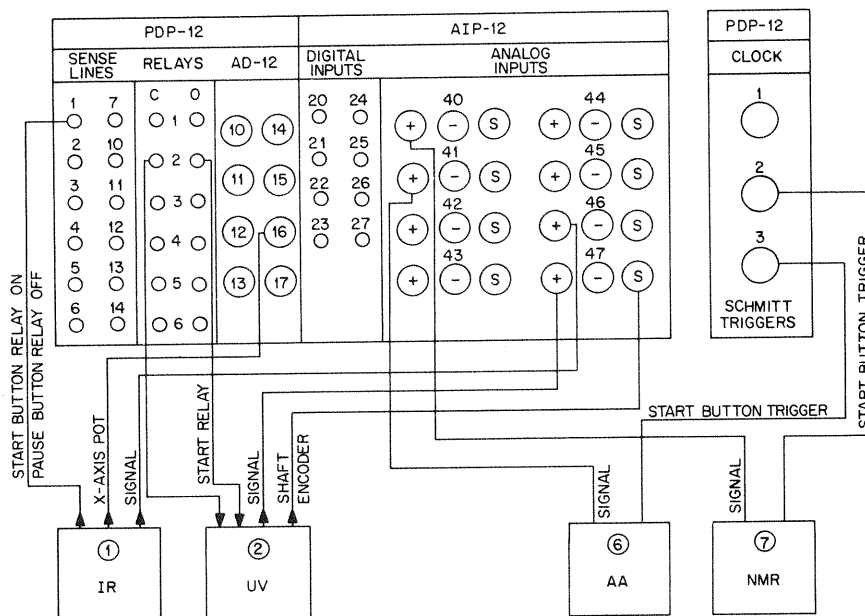 PDP-12 AIP-12 PDP-12
SENSE LINES RELAYS AD-12 DIGITAL INPUTS ANALOG INPUTS CLOCK
1 7 C O 20 24 40 44 1
1 10 14 + - S + - S
2 10 2 21 25 41 45
11 15 + - S + - S 2
3 11 3 22 26 42 46
12 16 + - S + - S
4 12 4 23 27 43 47 3
13 17 + - S + - S
5 13 5
6 14 6
SCHMITT
TRIGGERS
START BUTTON RELAY ON
PAUSE BUTTON RELAY OFF
X-AXIS POT
SIGNAL
START RELAY
SIGNAL
SHAFT
ENCODER
START BUTTON TRIGGER
START BUTTON TRIGGER
SIGNAL
SIGNAL
1
IR
2
UV
6
AA
7
NMR